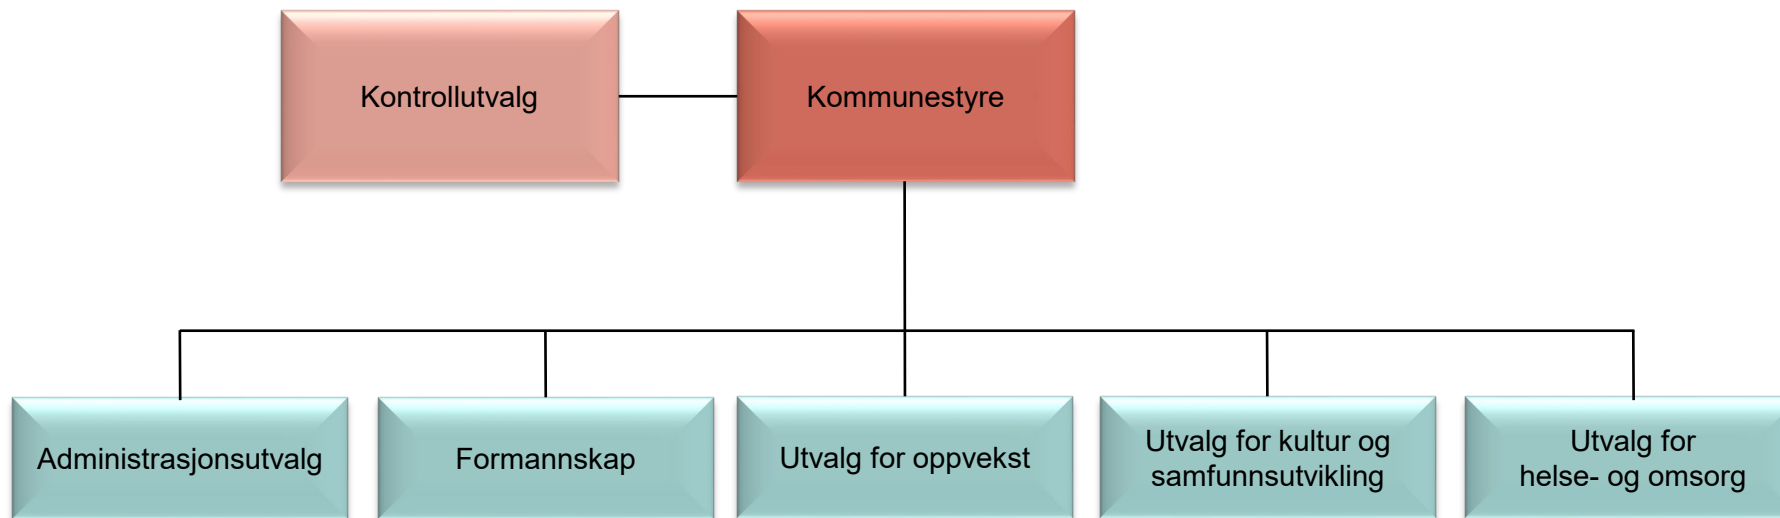 Kontrollutvalg
Kommunestyre
Administrasjonsutvalg
Formannskap
Utvalg for oppvekst
Utvalg for kultur og
samfunnsutvikling
Utvalg for
helse- og omsorg